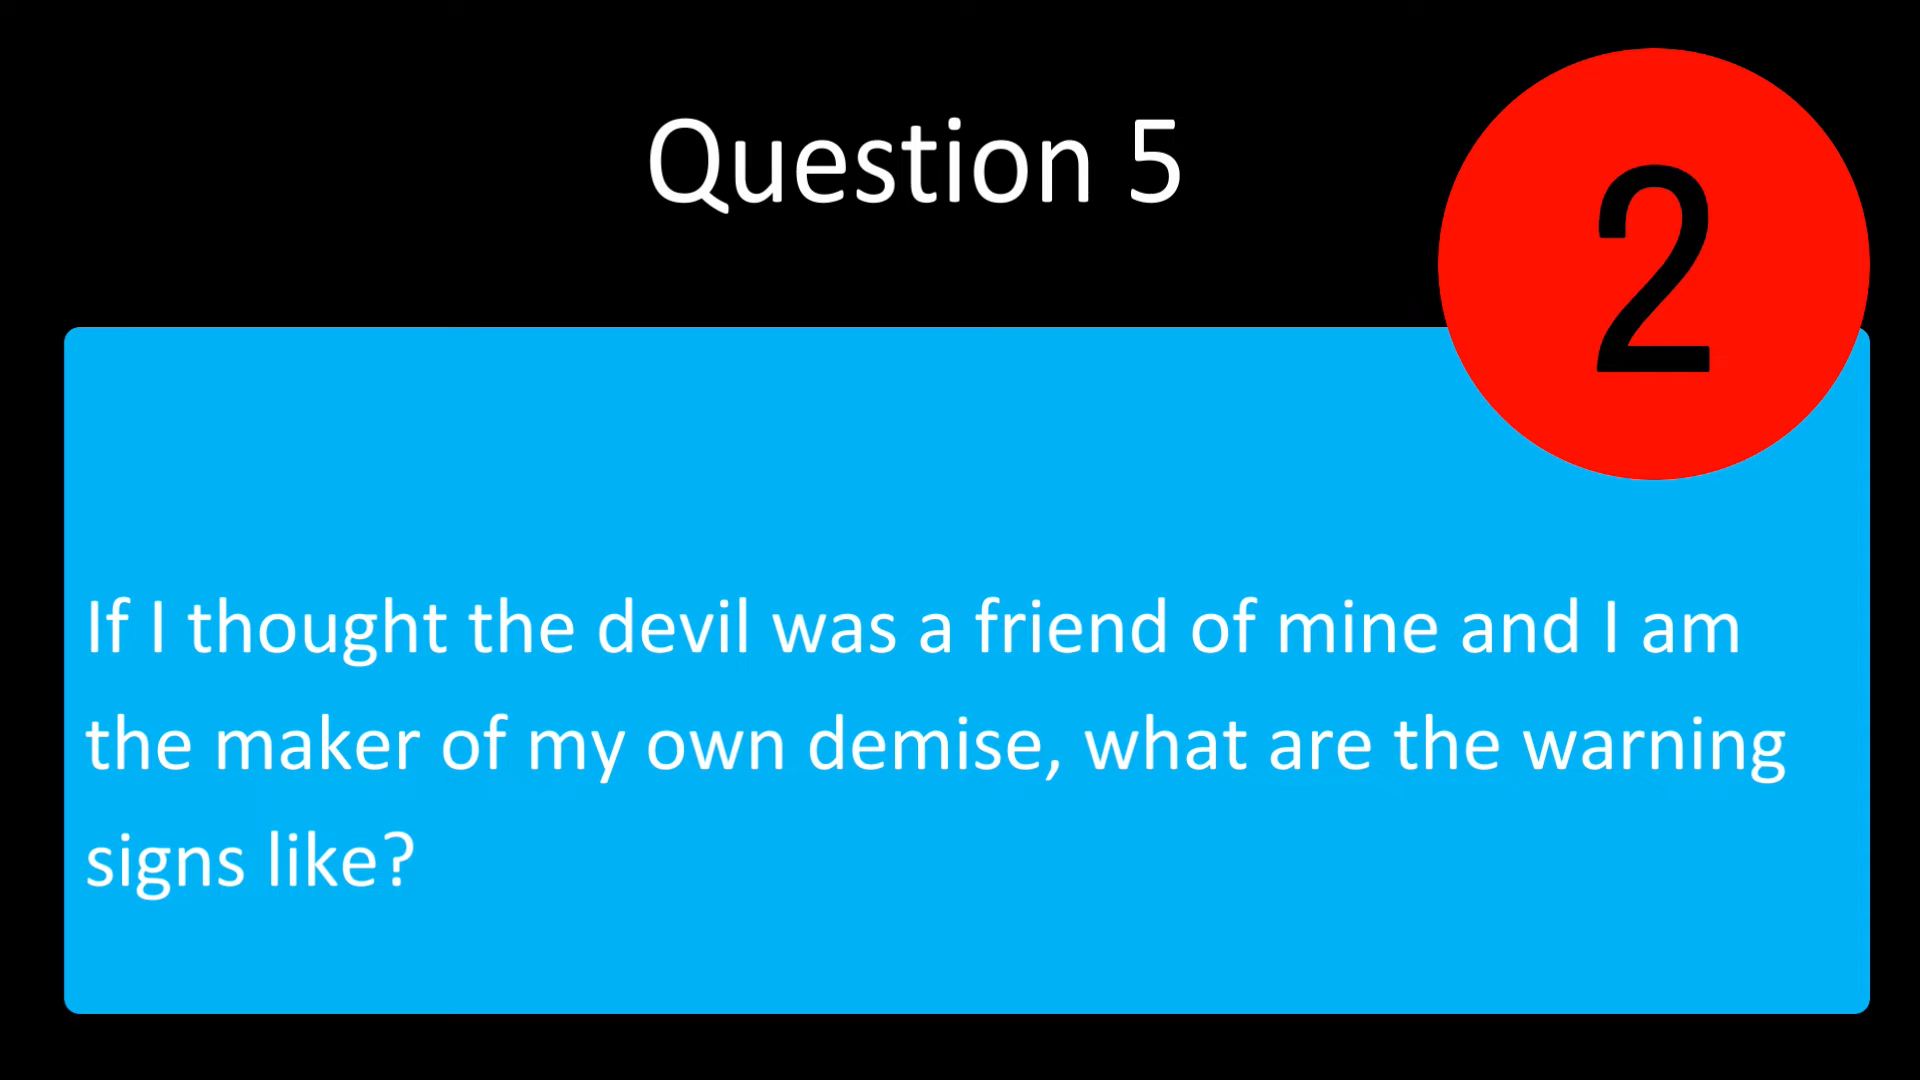 Question 5
2
If I thought the devil was a friend of mine and I am
the maker of my own demise, what are the warning
signs like?